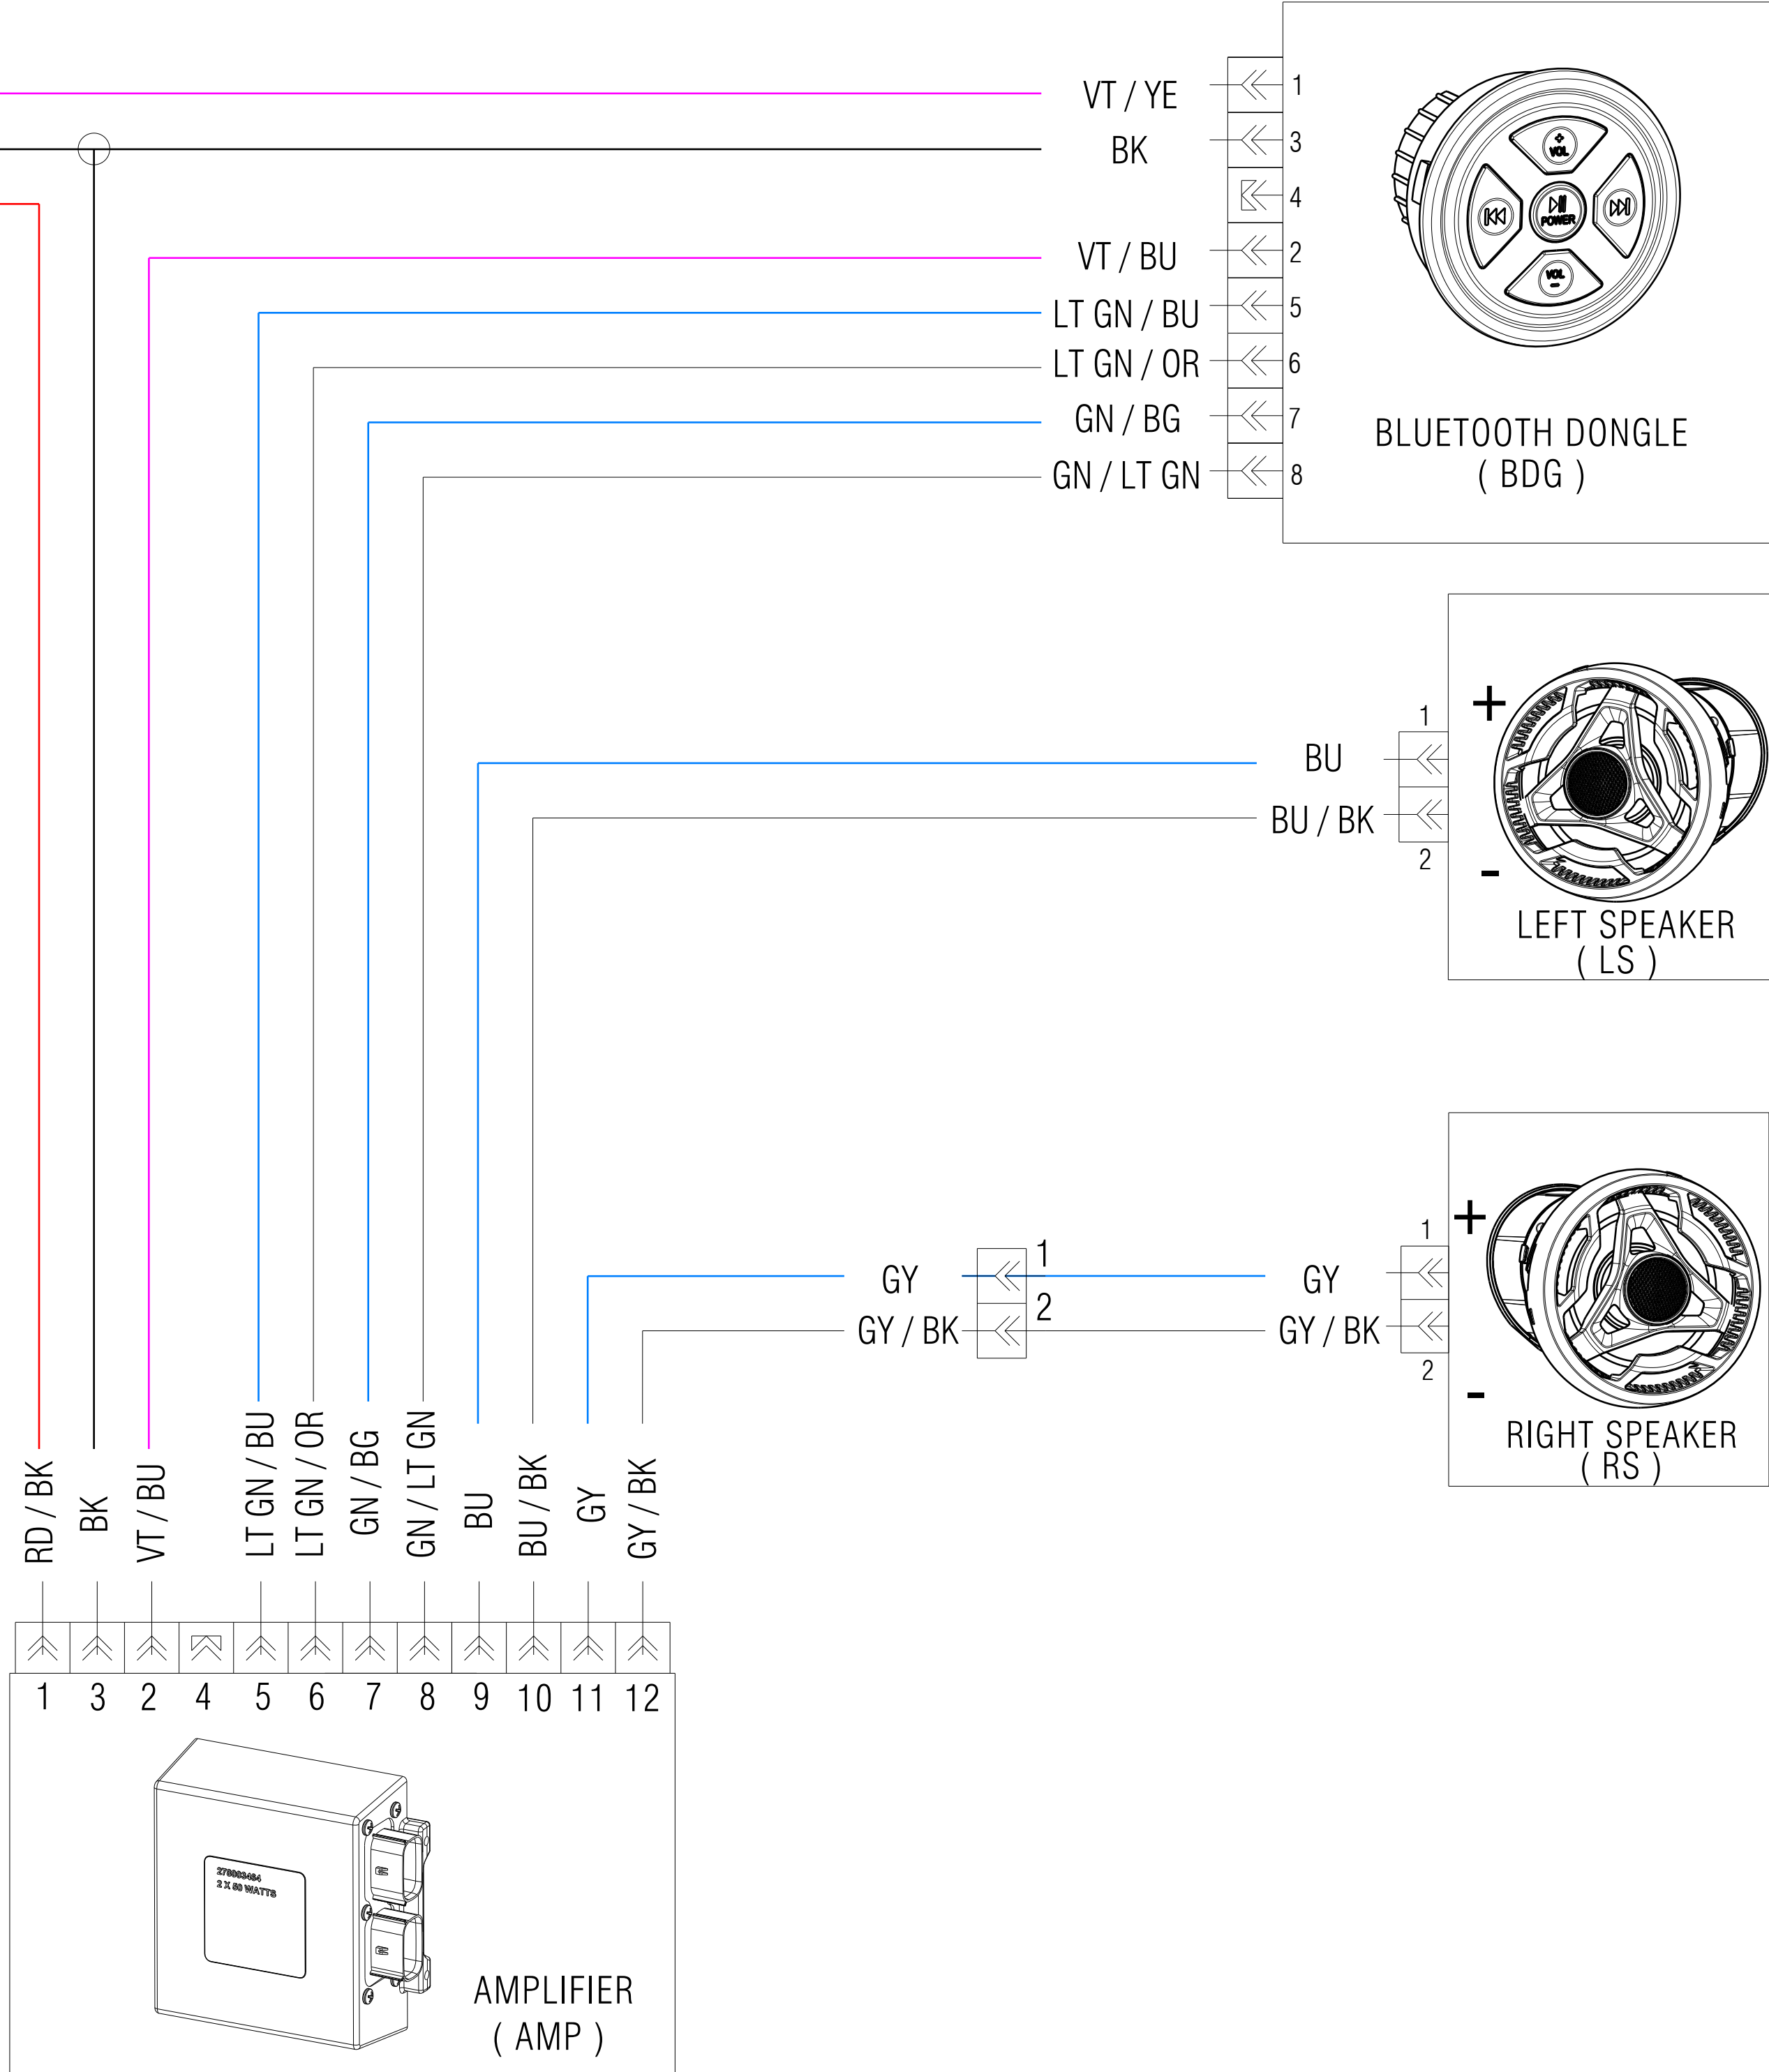 VT / YE
1
BK
3
4
VT / BU
2
LT GN / BU
5
LT GN / OR
6
GN / BG
7
GN / LT GN
8
+
VOL
POWER
VOL
-
BLUETOOTH DONGLE
( BDG )
1
+
BU
BU / BK
2
-
LEFT SPEAKER
( LS )
1
+
GY
1
GY
GY / BK
2
GY / BK
2
-
RIGHT SPEAKER
( RS )
RD / BK
BK
VT / BU
LT GN / BU
LT GN / OR
GN / BG
GN / LT GN
BU
BU / BK
GY
GY / BK
1 3 2 4 5 6 7 8 9 10 11 12
278003464
2 X 50 WATTS
AMPLIFIER
( AMP )